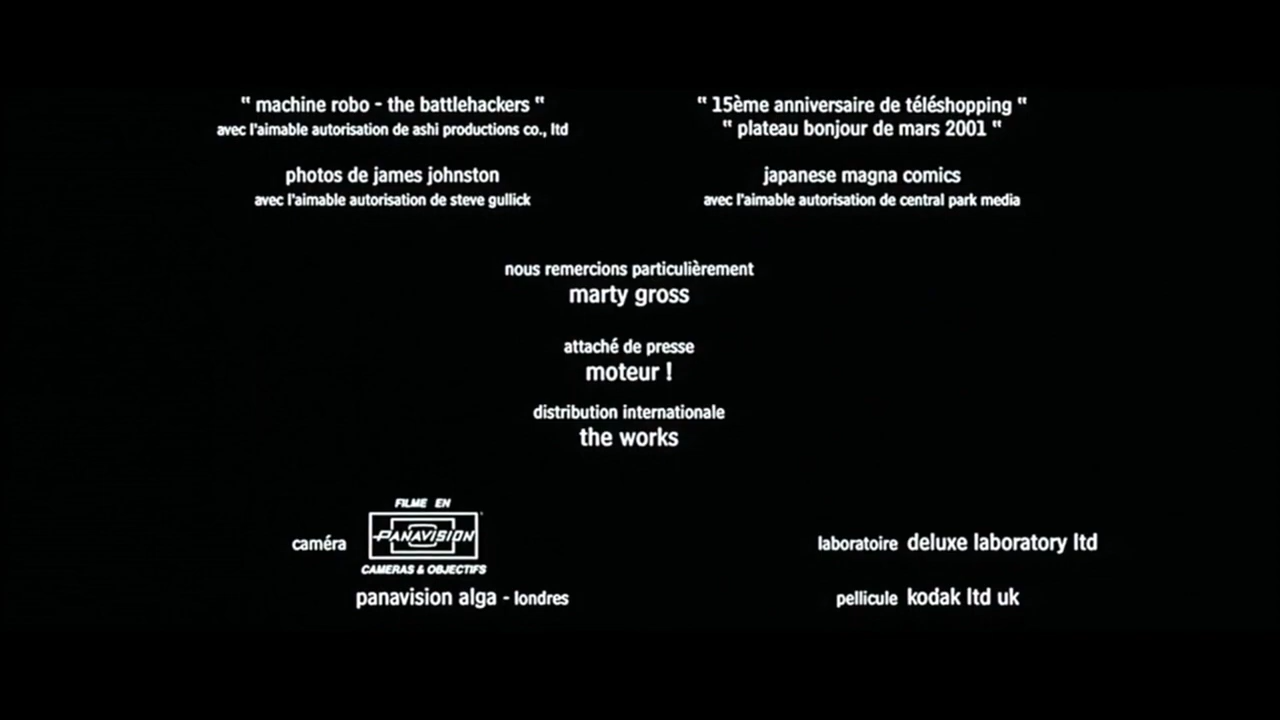 " machine robo - the battlehackers "
avec l'aimable autorisation de ashi productions co., ltd
" 15ème anniversaire de téléshopping "
" plateau bonjour de mars 2001 "
photos de james johnston
avec l'aimable autorisation de steve gullick
japanese magna comics
avec l'aimable autorisation de central park media
nous remercions particulièrement
marty gross
attaché de presse
moteur !
distribution internationale
the works
FILME EN
caméra PANAVISION
CAMERAS & OBJECTIFS
panavision alga - londres
laboratoire deluxe laboratory ltd
pellicule kodak ltd uk